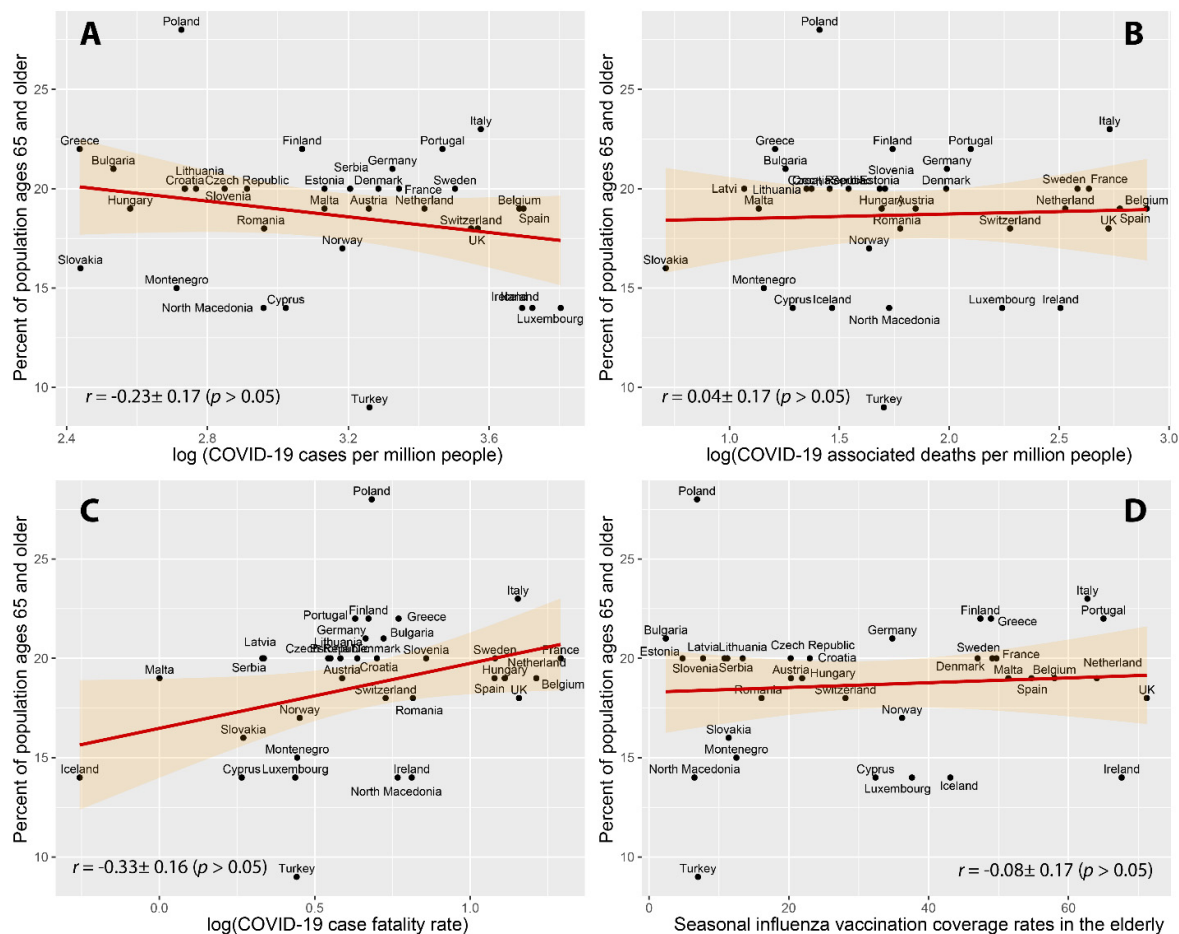 A
Percent of population ages 65 and older
25
20
15
10
Poland
Italy
Greece
Finland
Portugal
Bulgaria
Lithuania
Serbia
Germany
Croatia
Czech Republic
Estonia
Denmark
Sweden
Slovenia
France
Hungary
Malta
Austria
Netherland
Belgium
Romania
Switzerland
Spain
Norway
UK
Slovakia
Montenegro
North Macedonia
Cyprus
Luxembourg
Turkey
r = -0.23± 0.17 (p > 0.05)
2.4 2.8 3.2 3.6
log (COVID-19 cases per million people)
B
Percent of population ages 65 and older
25
20
15
10
Poland
Italy
Greece
Finland
Portugal
Bulgaria
Slovenia
Germany
Latvi
Lithuania
Estonia
Denmark
Sweden
France
Malta
Hungary
Austria
Netherland
Belgium
Romania
Switzerland
UK
Spain
Norway
Slovakia
Montenegro
Cyprus
Iceland
Luxembourg
Ireland
North Macedonia
Turkey
r = 0.04± 0.17 (p > 0.05)
1.0 1.5 2.0 2.5 3.0
log(COVID-19 associated deaths per million people)
C
Percent of population ages 65 and older
25
20
15
10
Poland
Italy
Portugal
Finland
Greece
Germany
Bulgaria
Latvia
Lithuania
Denmark
Slovenia
Sweden
France
Serbia
Croatia
Hungary
Netherland
Malta
Austria
Switzerland
Spain
UK
Belgium
Norway
Romania
Slovakia
Montenegro
Iceland
Cyprus
Luxembourg
Ireland
North Macedonia
Turkey
r = -0.33± 0.16 (p > 0.05)
0.0 0.5 1.0
log(COVID-19 case fatality rate)
D
Percent of population ages 65 and older
25
20
15
10
Poland
Italy
Finland
Greece
Portugal
Bulgaria
Germany
Estonia
Latvia
Lithuania
Czech Republic
Sweden
France
Slovenia
Serbia
Croatia
Denmark
Austria
Hungary
Malta
Belgium
Netherland
Romania
Switzerland
Spain
UK
Norway
Slovakia
Montenegro
North Macedonia
Cyprus
Luxembourg
Iceland
Ireland
Turkey
r = -0.08± 0.17 (p > 0.05)
0 20 40 60
Seasonal influenza vaccination coverage rates in the elderly